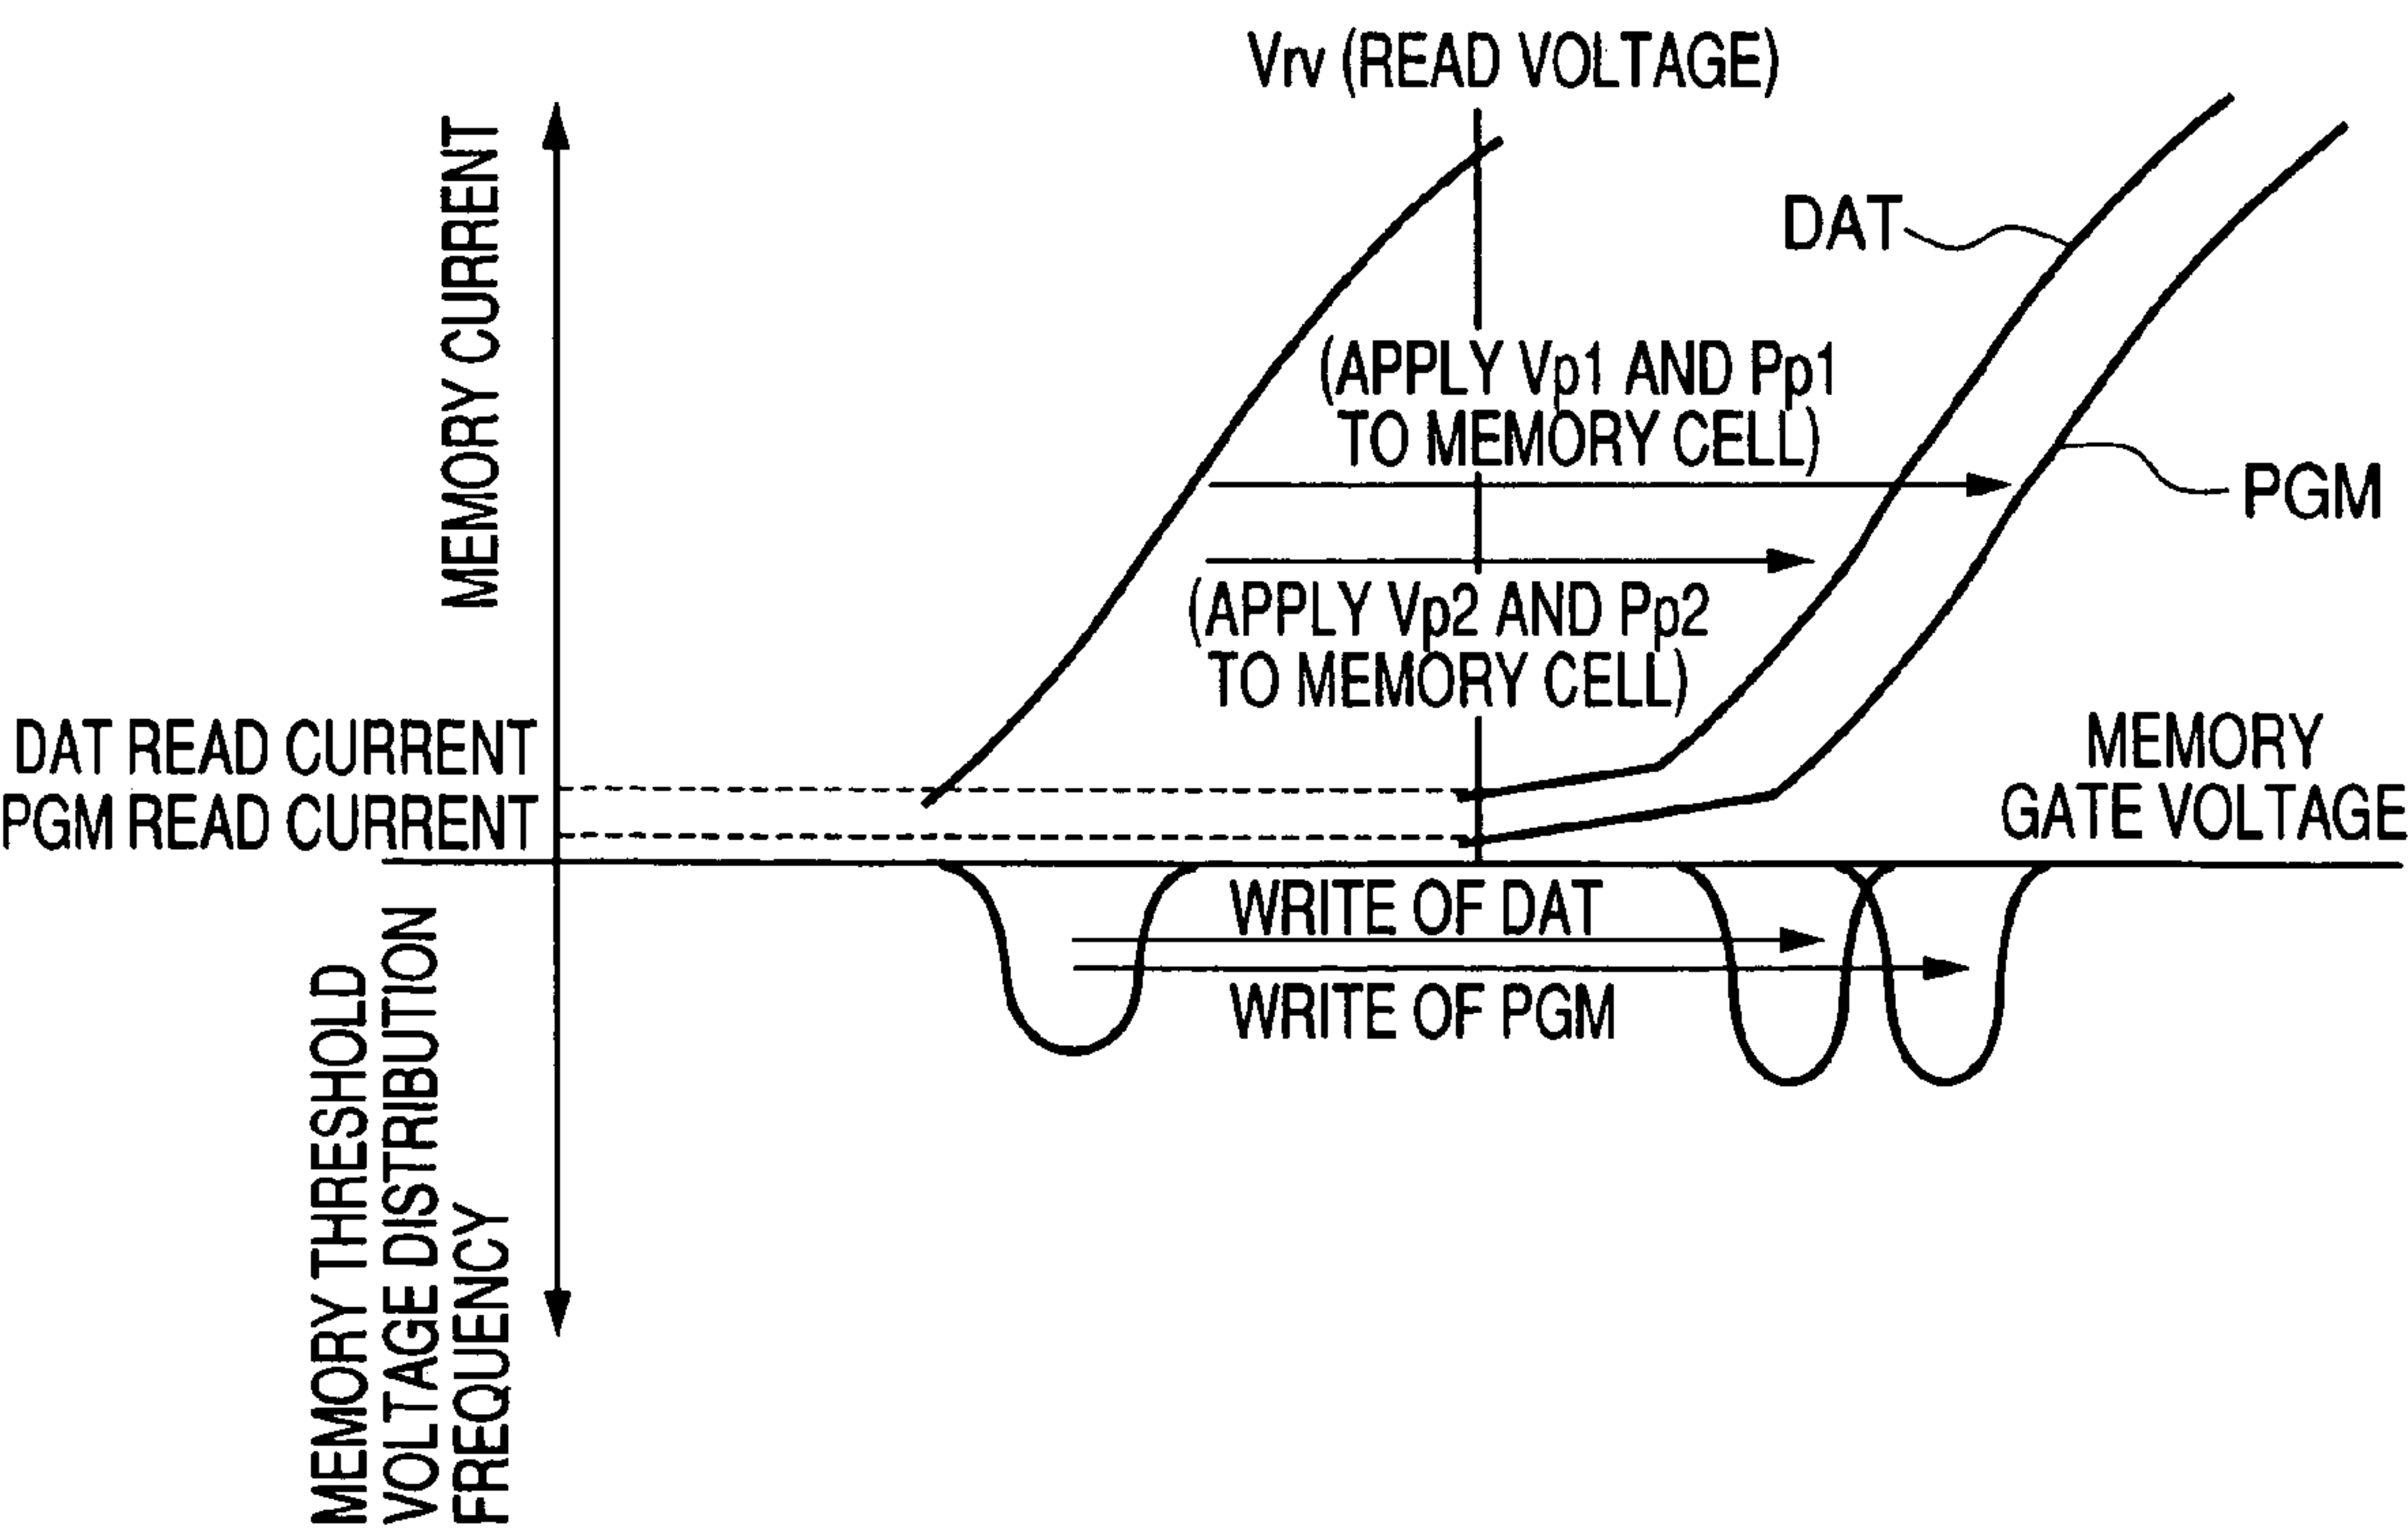 Vrv (READ VOLTAGE)
MEMORY CURRENT
DAT
(APPLY Vp1 AND Pp1
TO MEMORY CELL)
PGM
(APPLY Vp2 AND Pp2
TO MEMORY CELL)
DAT READ CURRENT
PGM READ CURRENT
MEMORY
GATE VOLTAGE
WRITE OF DAT
WRITE OF PGM
MEMORY THRESHOLD
VOLTAGE DISTRIBUTION
FREQUENCY